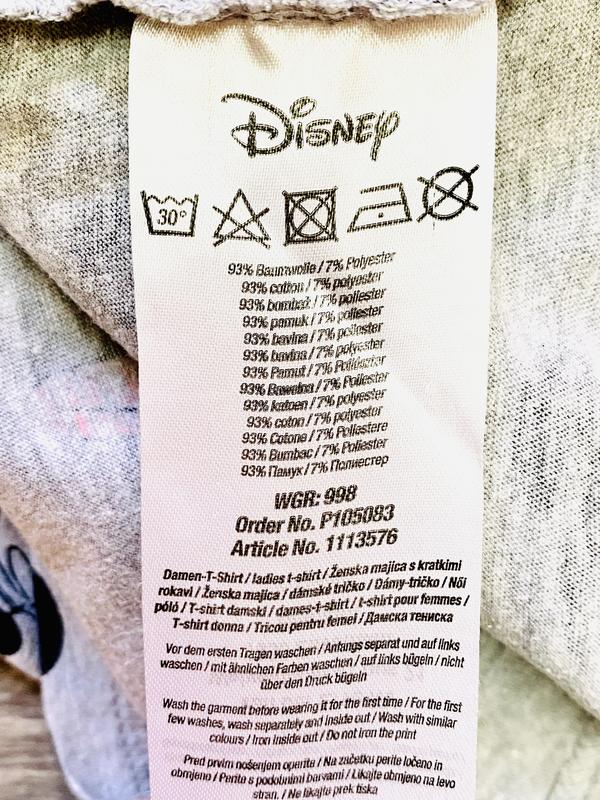 Disney
30°
93% Baumwolle / 7% Polyester
93% cotton / 7% polyester
93% bombaž / 7% poliester
93% pamuk / 7% poliester
93% bavlna / 7% polyester
93% bavlna / 7% polyester
93% Pamut / 7% Poliészter
93% Bawełna / 7% Poliester
93% katoen / 7% polyester
93% coton / 7% polyester
93% Cotone / 7% Poliestere
93% Bumbac / 7% Poliester
93% Памук / 7% Полиестер
WGR: 998
Order No. P105083
Article No. 1113576
Damen-T-Shirt / ladies t-shirt / Ženska majica s kratkimi
rokavi / Ženska majica / dámské tričko / Dámy-tričko / Női
póló / T-shirt damski / dames-t-shirt / t-shirt pour femmes /
T-shirt donna / Tricou pentru femei / Дамска тениска
Vor dem ersten Tragen waschen / Anfangs separat und auf links
waschen / mit ähnlichen Farben waschen / auf links bügeln / nicht
über den Druck bügeln
Wash the garment before wearing it for the first time / For the first
few washes, wash separately and inside out / Wash with similar
colours / Iron inside out / Do not iron the print
Pred prvim nošenjem operite / Na začetku perite ločeno in
obrnjeno / Perite s podobnimi barvami / Likajte obrnjeno na levo
stran. / Ne likajte prek tiska